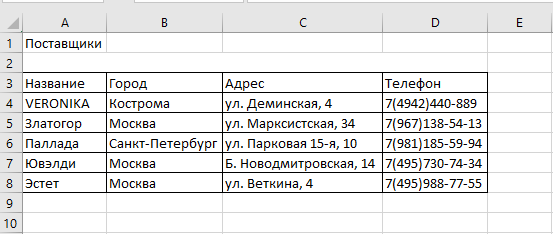 A B C D E
1 Поставщики
2
3 Название Город Адрес Телефон
4 VERONIKA Кострома ул. Деминская, 4 7(4942)440-889
5 Златогор Москва ул. Марксистская, 34 7(967)138-54-13
6 Паллада Санкт-Петербург ул. Парковая 15-я, 10 7(981)185-59-94
7 Ювэлди Москва Б. Новодмитровская, 14 7(495)730-74-34
8 Эстет Москва ул. Веткина, 4 7(495)988-77-55
9
10